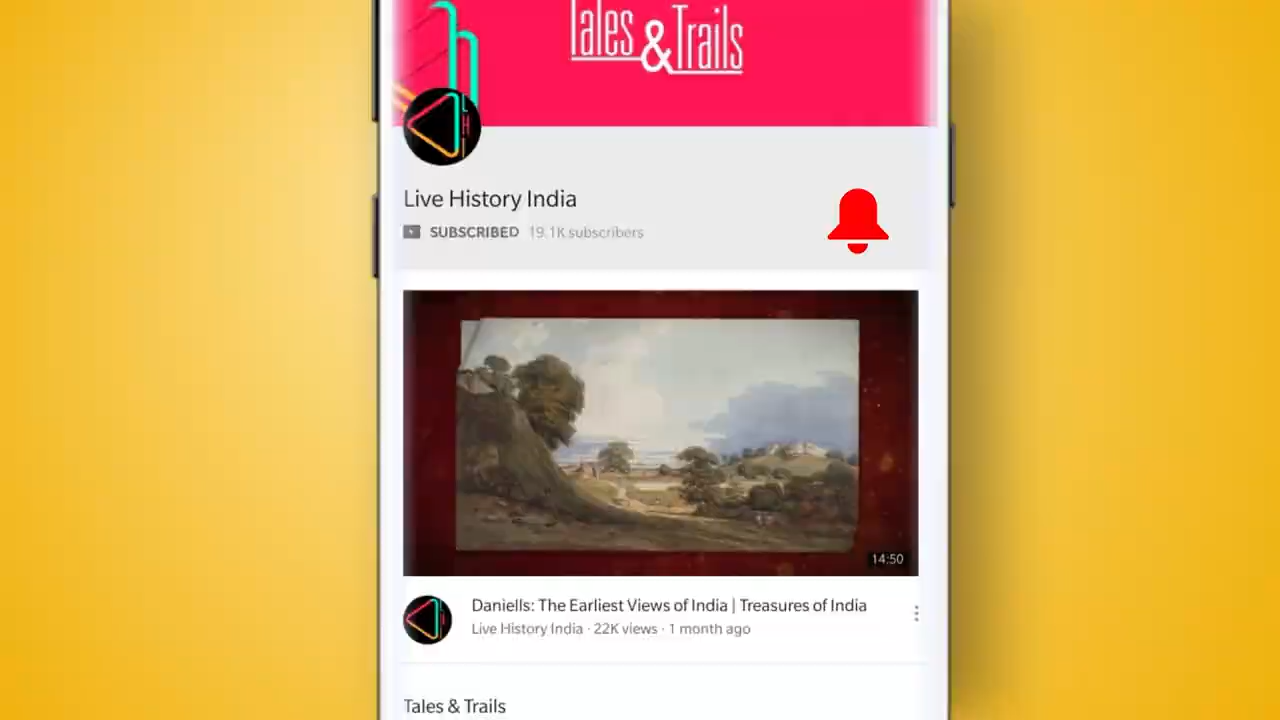 Tales & Trails
LHI
Live History India
SUBSCRIBED 19.1K subscribers
14:50
Daniells: The Earliest Views of India | Treasures of India
Live History India · 22K views · 1 month ago
Tales & Trails